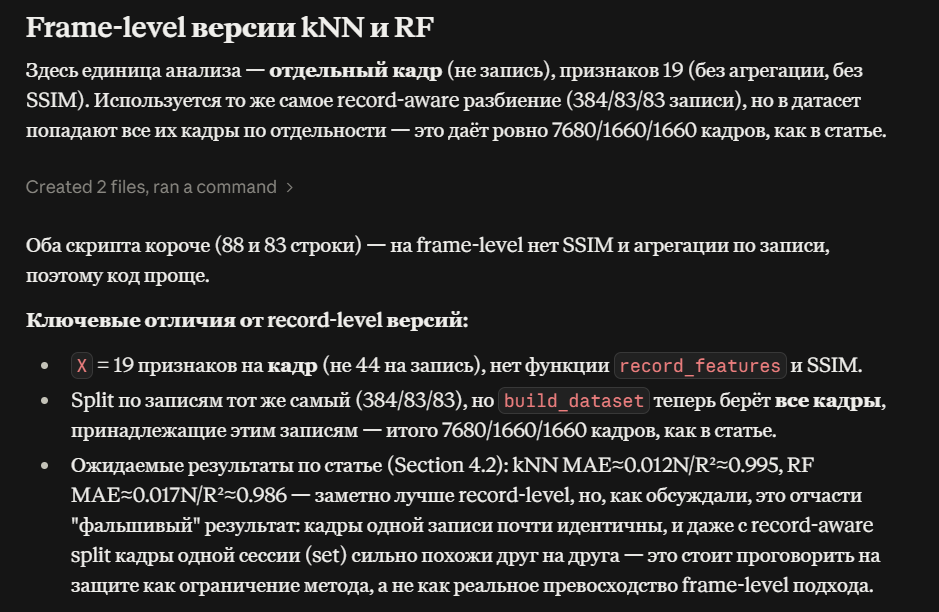 Frame-level версии kNN и RF
Здесь единица анализа — отдельный кадр (не запись), признаков 19 (без агрегации, без
SSIM). Используется то же самое record-aware разбиение (384/83/83 записи), но в датасет
попадают все их кадры по отдельности — это даёт ровно 7680/1660/1660 кадров, как в статье.
Created 2 files, ran a command >
Оба скрипта короче (88 и 83 строки) — на frame-level нет SSIM и агрегации по записи,
поэтому код проще.
Ключевые отличия от record-level версий:
• X = 19 признаков на кадр (не 44 на запись), нет функции record_features и SSIM.
• Split по записям тот же самый (384/83/83), но build_dataset теперь берёт все кадры,
принадлежащие этим записям — итого 7680/1660/1660 кадров, как в статье.
• Ожидаемые результаты по статье (Section 4.2): kNN MAE≈0.012N/R²≈0.995, RF
MAE≈0.017N/R²≈0.986 — заметно лучше record-level, но, как обсуждали, это отчасти
"фальшивый" результат: кадры одной записи почти идентичны, и даже с record-aware
split кадры одной сессии (set) сильно похожи друг на друга — это стоит проговорить на
защите как ограничение метода, а не как реальное превосходство frame-level подхода.